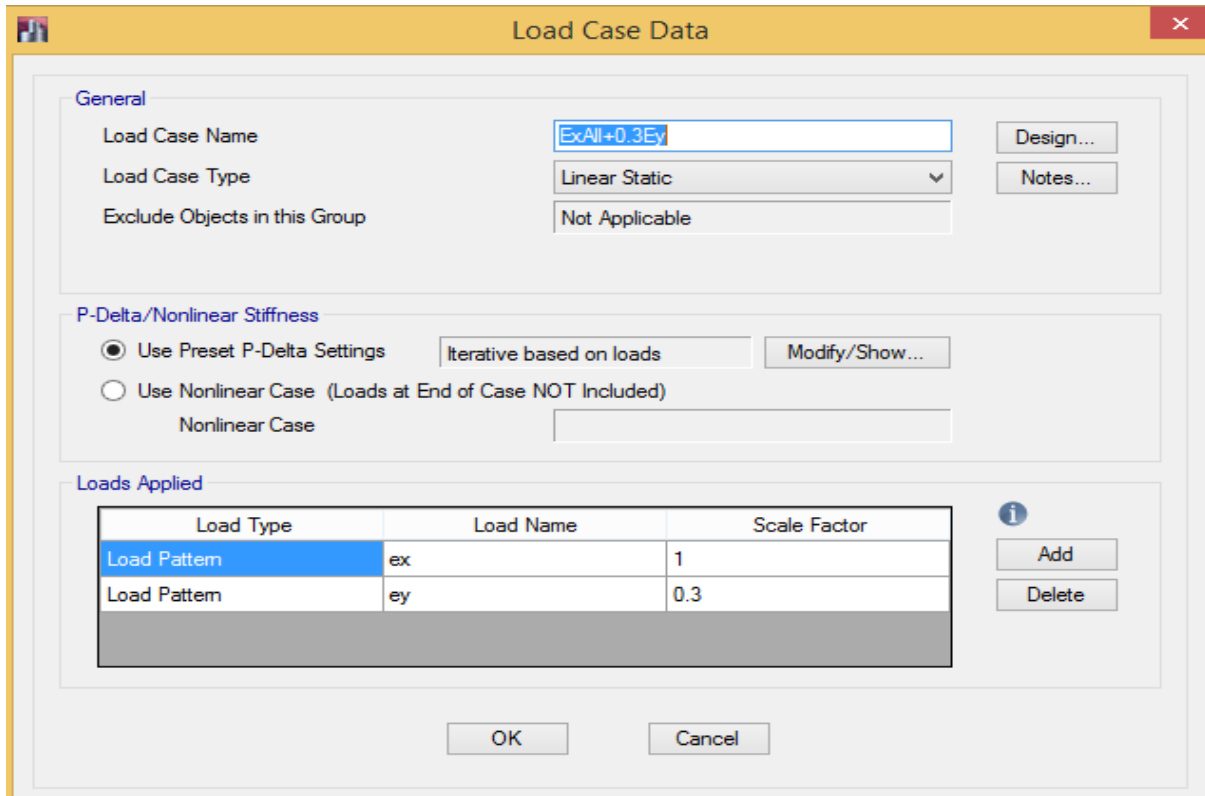 Load Case Data
General
Load Case Name ExAll+0.3Ey Design...
Load Case Type Linear Static Notes...
Exclude Objects in this Group Not Applicable
P-Delta/Nonlinear Stiffness
Use Preset P-Delta Settings Iterative based on loads Modify/Show...
Use Nonlinear Case (Loads at End of Case NOT Included)
Nonlinear Case
Loads Applied
Load Type Load Name Scale Factor
Load Pattern ex 1 Add
Load Pattern ey 0.3 Delete
OK Cancel